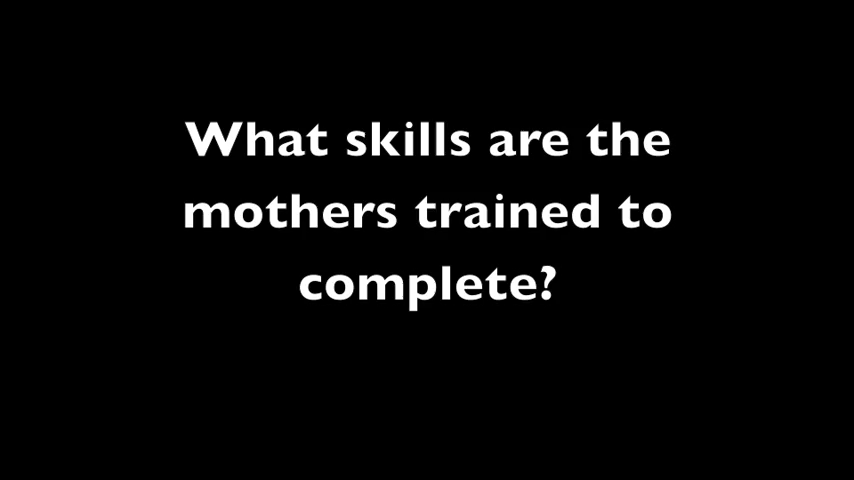 What skills are the
mothers trained to
complete?